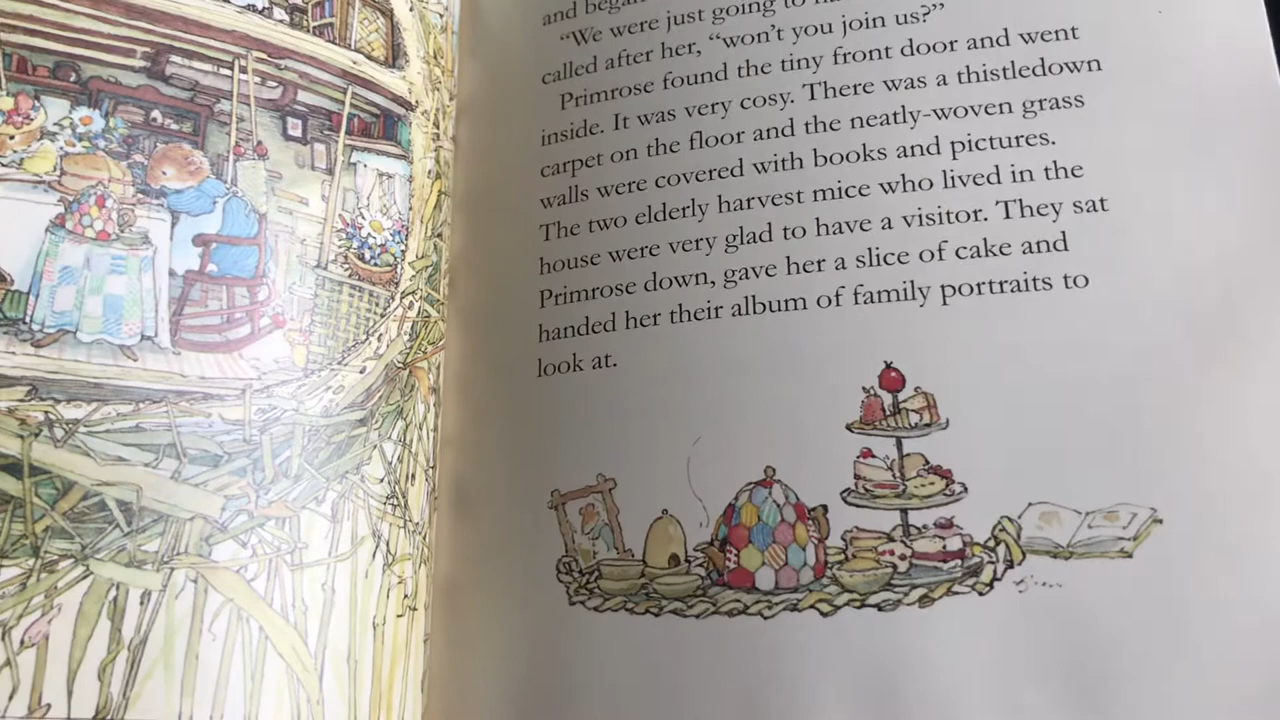 and began
“We were just going to
called after her, “won’t you join us?”
Primrose found the tiny front door and went
inside. It was very cosy. There was a thistledown
carpet on the floor and the neatly-woven grass
walls were covered with books and pictures.
The two elderly harvest mice who lived in the
house were very glad to have a visitor. They sat
Primrose down, gave her a slice of cake and
handed her their album of family portraits to
look at.